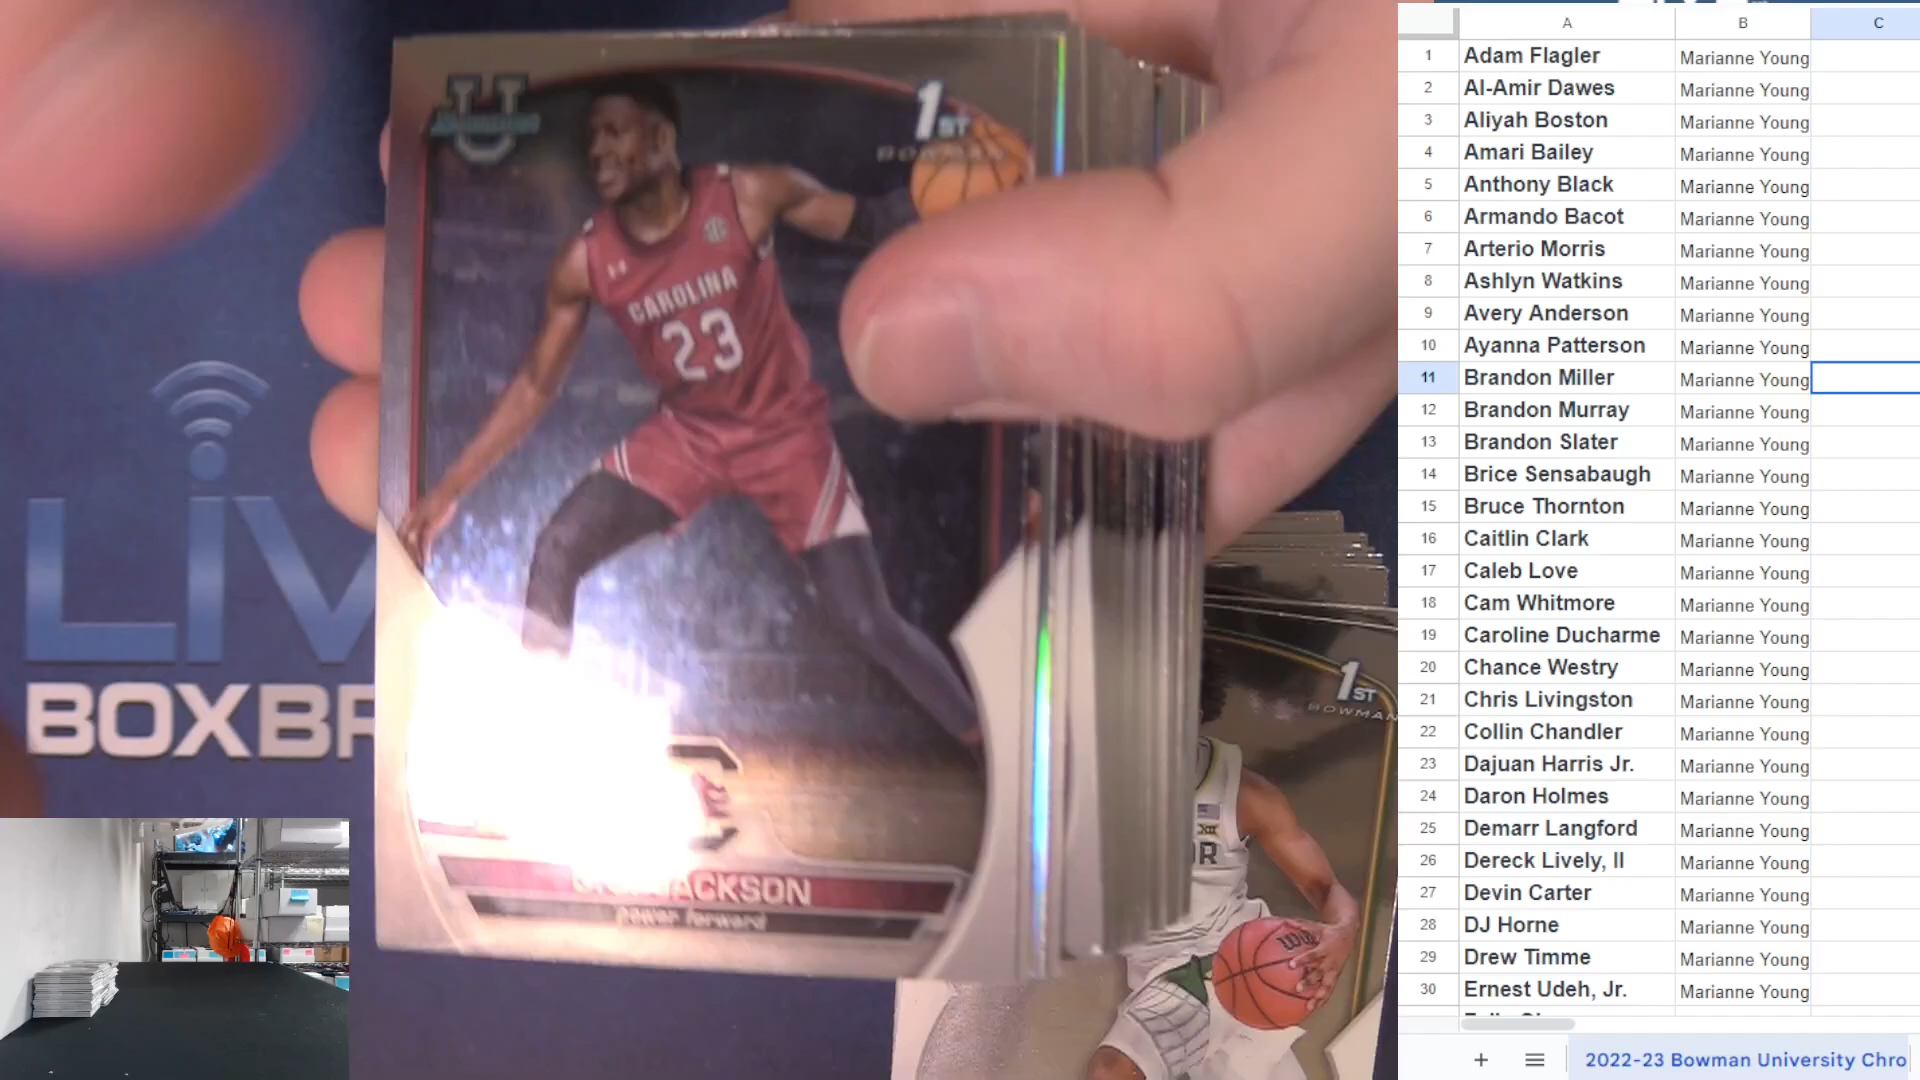 U
1ST
BOWMAN
CAROLINA
23
JACKSON
power forward
LiV
BOXBR
1ST
BOWMAN
XII
OR
A B C
1 Adam Flagler Marianne Young
2 Al-Amir Dawes Marianne Young
3 Aliyah Boston Marianne Young
4 Amari Bailey Marianne Young
5 Anthony Black Marianne Young
6 Armando Bacot Marianne Young
7 Arterio Morris Marianne Young
8 Ashlyn Watkins Marianne Young
9 Avery Anderson Marianne Young
10 Ayanna Patterson Marianne Young
11 Brandon Miller Marianne Young
12 Brandon Murray Marianne Young
13 Brandon Slater Marianne Young
14 Brice Sensabaugh Marianne Young
15 Bruce Thornton Marianne Young
16 Caitlin Clark Marianne Young
17 Caleb Love Marianne Young
18 Cam Whitmore Marianne Young
19 Caroline Ducharme Marianne Young
20 Chance Westry Marianne Young
21 Chris Livingston Marianne Young
22 Collin Chandler Marianne Young
23 Dajuan Harris Jr. Marianne Young
24 Daron Holmes Marianne Young
25 Demarr Langford Marianne Young
26 Dereck Lively, II Marianne Young
27 Devin Carter Marianne Young
28 DJ Horne Marianne Young
29 Drew Timme Marianne Young
30 Ernest Udeh, Jr. Marianne Young
2022-23 Bowman University Chro